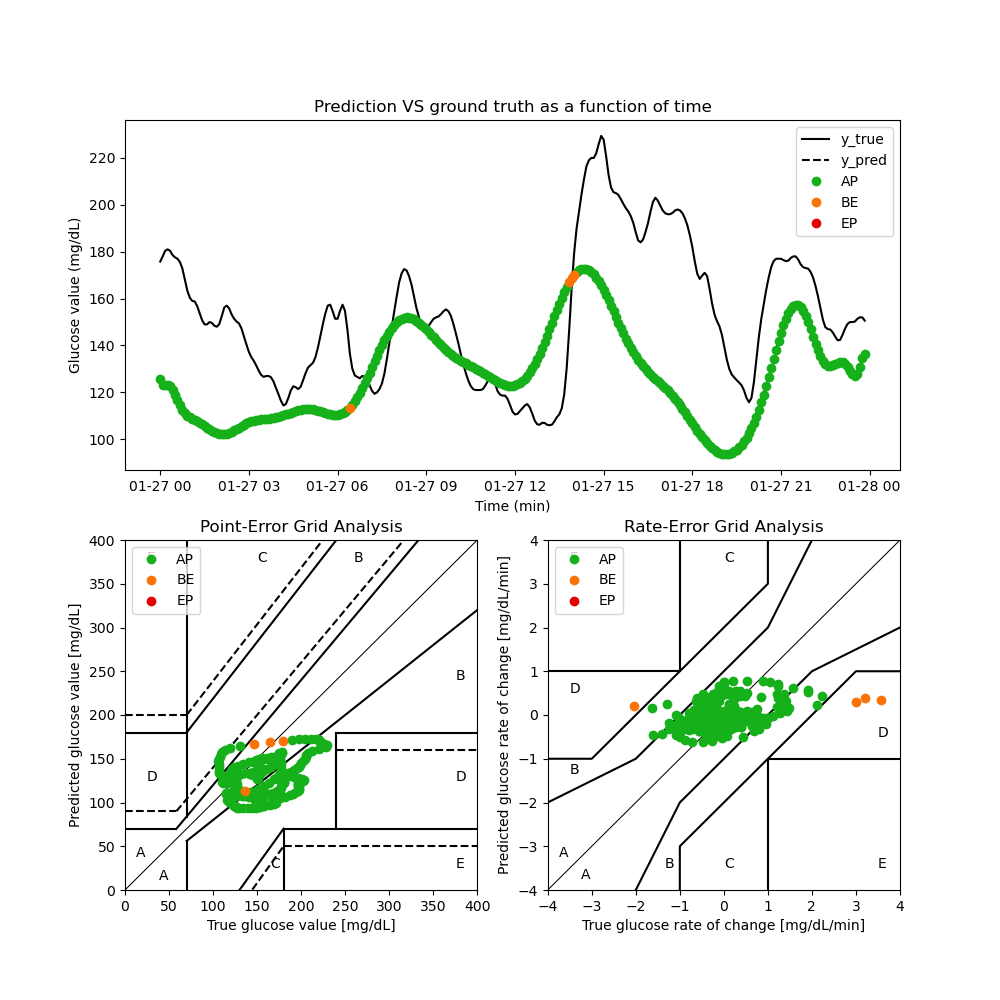 Prediction VS ground truth as a function of time
Glucose value (mg/dL)
220
200
180
160
140
120
100
y_true
y_pred
AP
BE
EP
01-27 00 01-27 03 01-27 06 01-27 09 01-27 12 01-27 15 01-27 18 01-27 21 01-28 00
Time (min)
Point-Error Grid Analysis
Predicted glucose value [mg/dL]
400
350
300
250
200
150
100
50
0
AP
BE
EP
C
B
B
D
D
A
A
C
E
0 50 100 150 200 250 300 350 400
True glucose value [mg/dL]
Rate-Error Grid Analysis
Predicted glucose rate of change [mg/dL/min]
4
3
2
1
0
−1
−2
−3
−4
AP
BE
EP
C
D
D
B
A
A
B
C
E
−4 −3 −2 −1 0 1 2 3 4
True glucose rate of change [mg/dL/min]